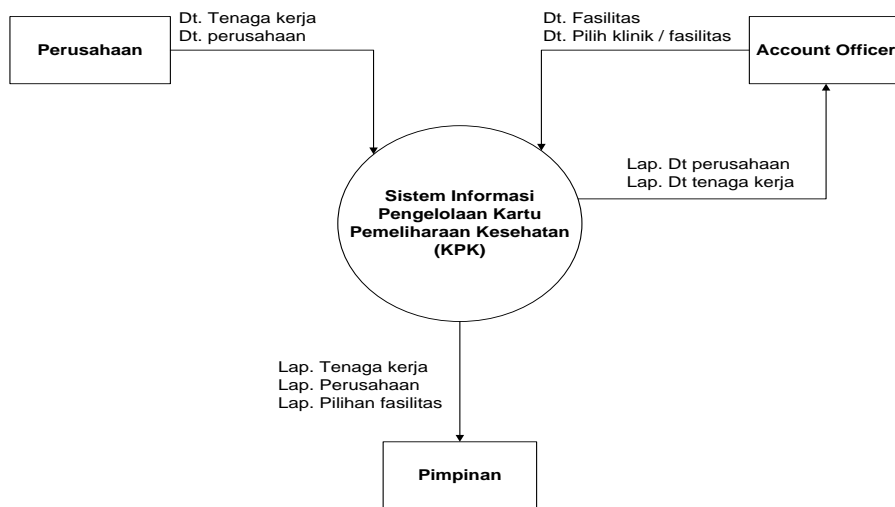 Dt. Tenaga kerja
Dt. perusahaan
Perusahaan
Dt. Fasilitas
Dt. Pilih klinik / fasilitas
Account Officer
Lap. Dt perusahaan
Lap. Dt tenaga kerja
Sistem Informasi
Pengelolaan Kartu
Pemeliharaan Kesehatan
(KPK)
Lap. Tenaga kerja
Lap. Perusahaan
Lap. Pilihan fasilitas
Pimpinan